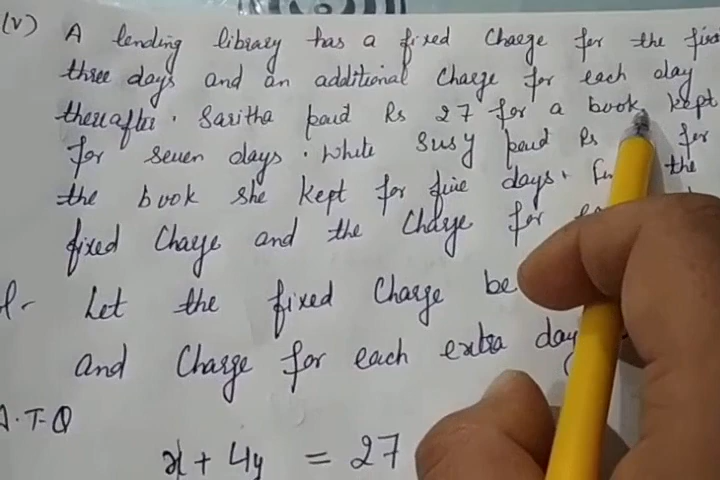 (v) A lending library has a fixed Charge for the
three days and an additional Charge for each day
thereafter. Saritha paid Rs 27 for a book kept
for seven days. While Susy paid Rs for
the book she kept for five days. the
fixed Charge and the Charge for
Let the fixed Charge be
and Charge for each extra day
A.T.Q
x + 4y = 27